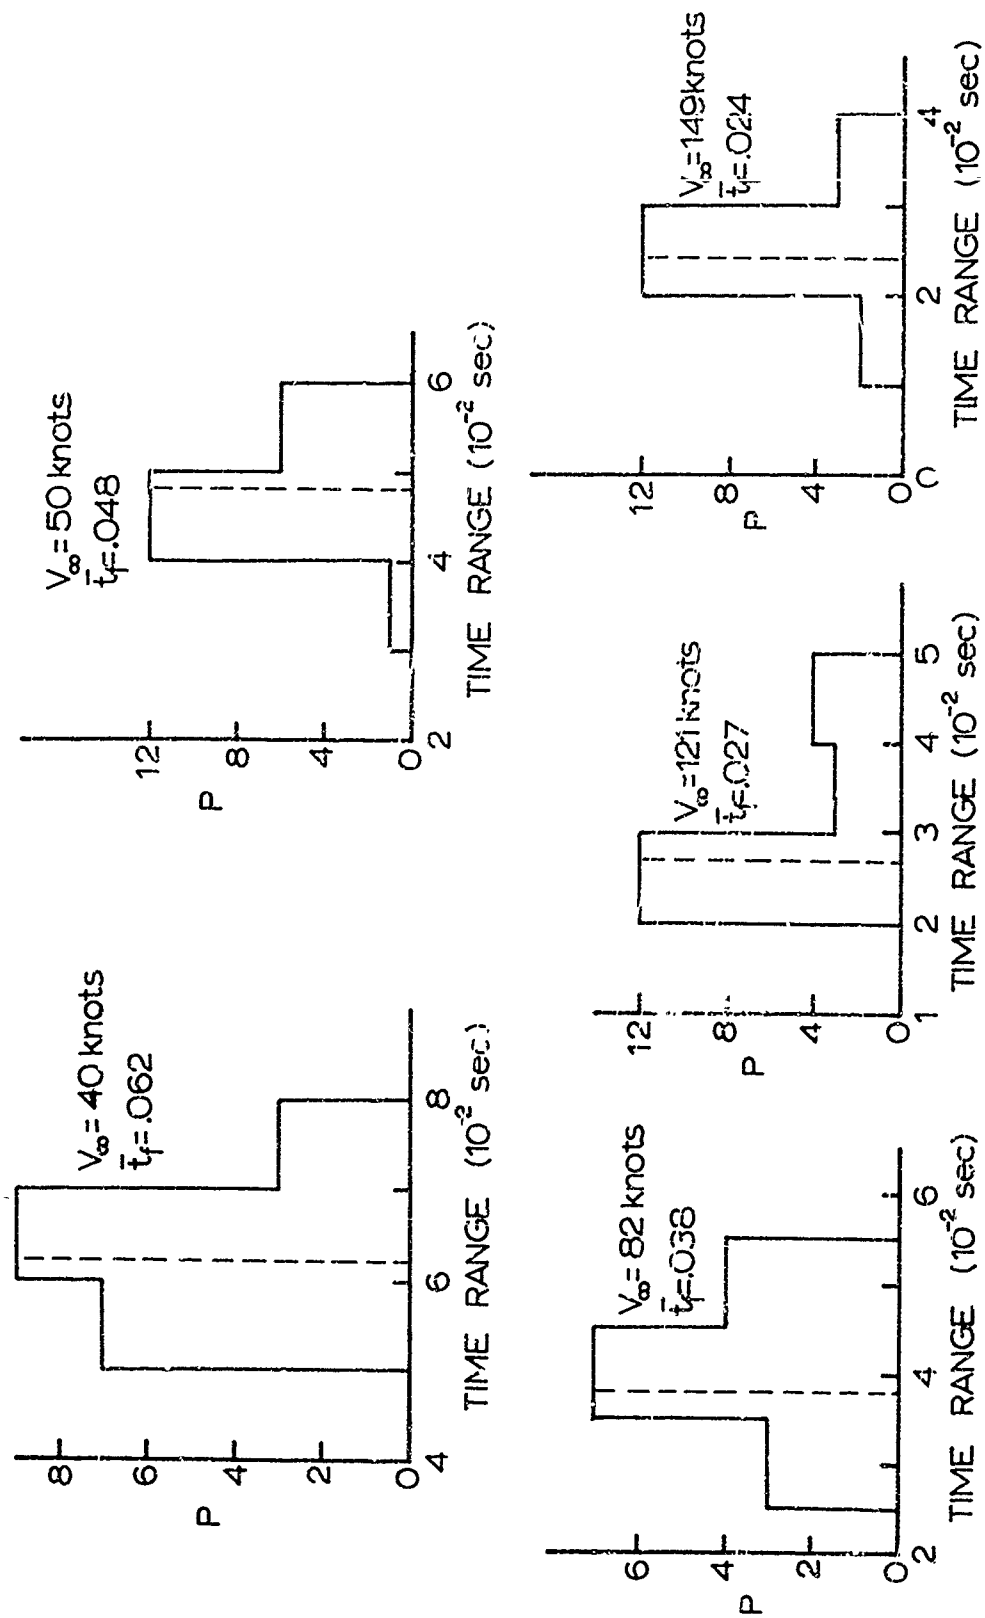 V∞=40 knots
t̄f=.062
P
8
6
4
2
0
4 6 8
TIME RANGE (10⁻² sec)
V∞=50 knots
t̄f=.048
P
12
8
4
0
2 4 6
TIME RANGE (10⁻² sec)
V∞=82 knots
t̄f=.038
P
6
4
2
0
2 4 6
TIME RANGE (10⁻² sec)
V∞=121 knots
t̄f=.027
P
12
8
4
0
1 2 3 4 5
TIME RANGE (10⁻² sec)
V∞=149 knots
t̄f=.024
P
12
8
4
0
0 2 4
TIME RANGE (10⁻² sec)